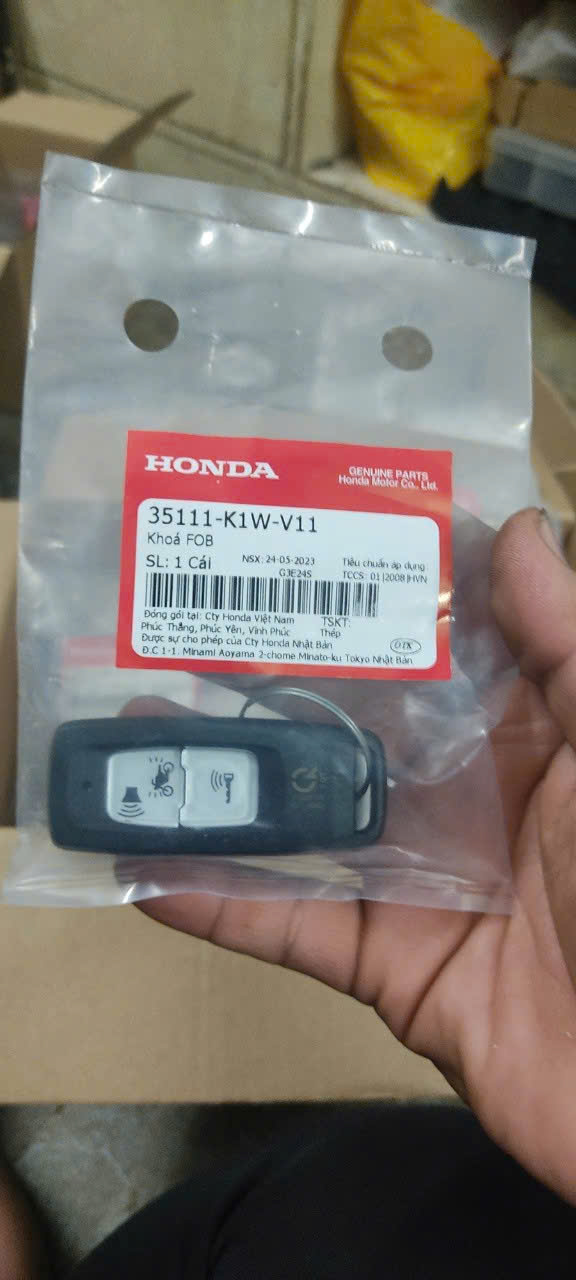 HONDA
GENUINE PARTS
Honda Motor Co., Ltd.
35111-K1W-V11
Khoá FOB
SL: 1 Cái
NSX: 24-05-2023
GJE24S
Tiêu chuẩn áp dụng
TCCS: 01|2008|HVN
Đóng gói tại: Cty Honda Việt Nam
Phúc Thắng, Phúc Yên, Vĩnh Phúc
TSKT:
Thép
Được sự cho phép của Cty Honda Nhật Bản
Đ.C 1-1. Minami Aoyama 2-chome Minato-ku Tokyo Nhật Bản